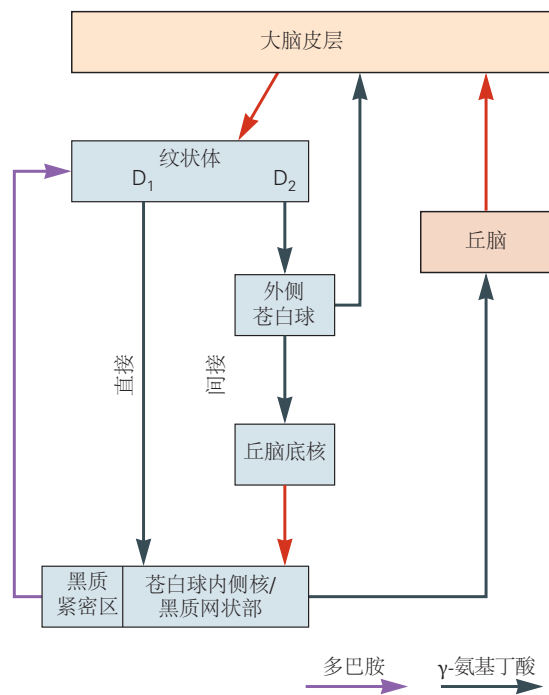 大脑皮层
纹状体
D₁ D₂
丘脑
外侧
苍白球
直接
间接
丘脑底核
黑质
紧密区
苍白球内侧核/
黑质网状部
多巴胺
γ-氨基丁酸